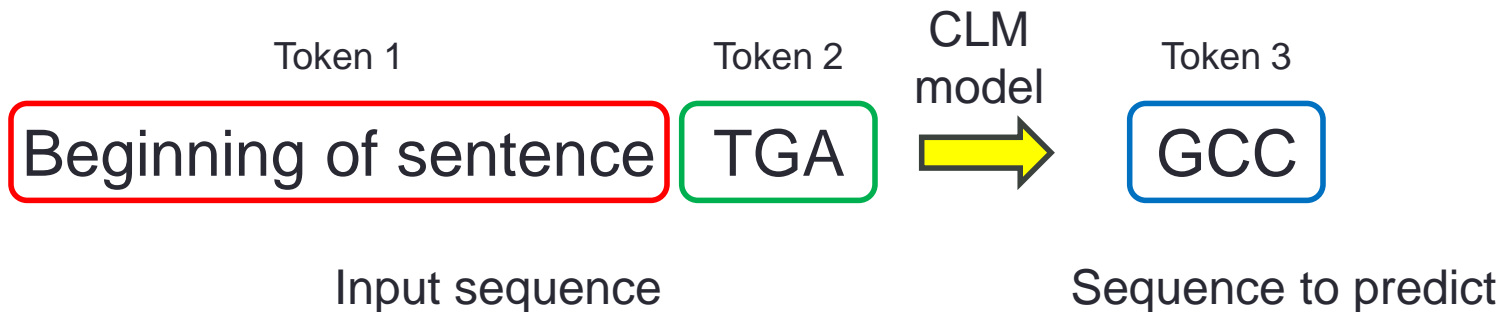 Token 1
Token 2
CLM
model
Token 3
Beginning of sentence
TGA
GCC
Input sequence
Sequence to predict